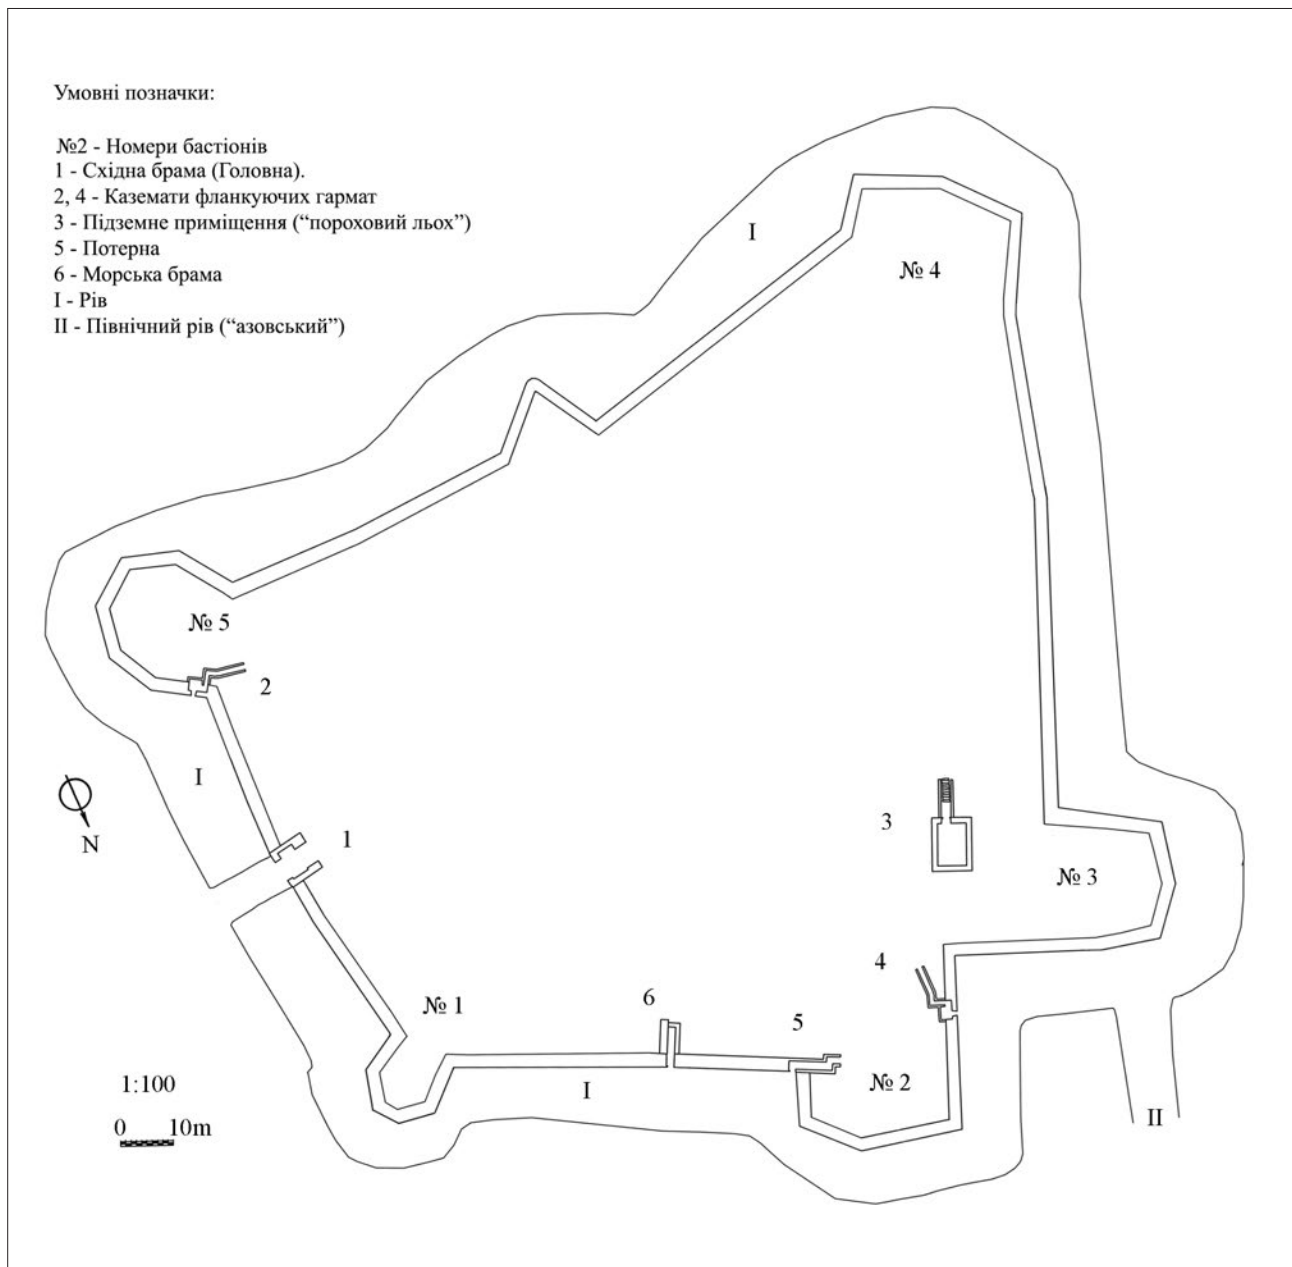 Умовні позначки:
№2 - Номери бастіонів
1 - Східна брама (Головна).
2, 4 - Каземати фланкуючих гармат
3 - Підземне приміщення (“пороховий льох”)
5 - Потерна
6 - Морська брама
I - Рів
II - Північний рів (“азовський”)
I
№ 4
№ 5
2
I
N
1
3
№ 3
4
№ 1
6
5
№ 2
I
1:100
0 10m
II